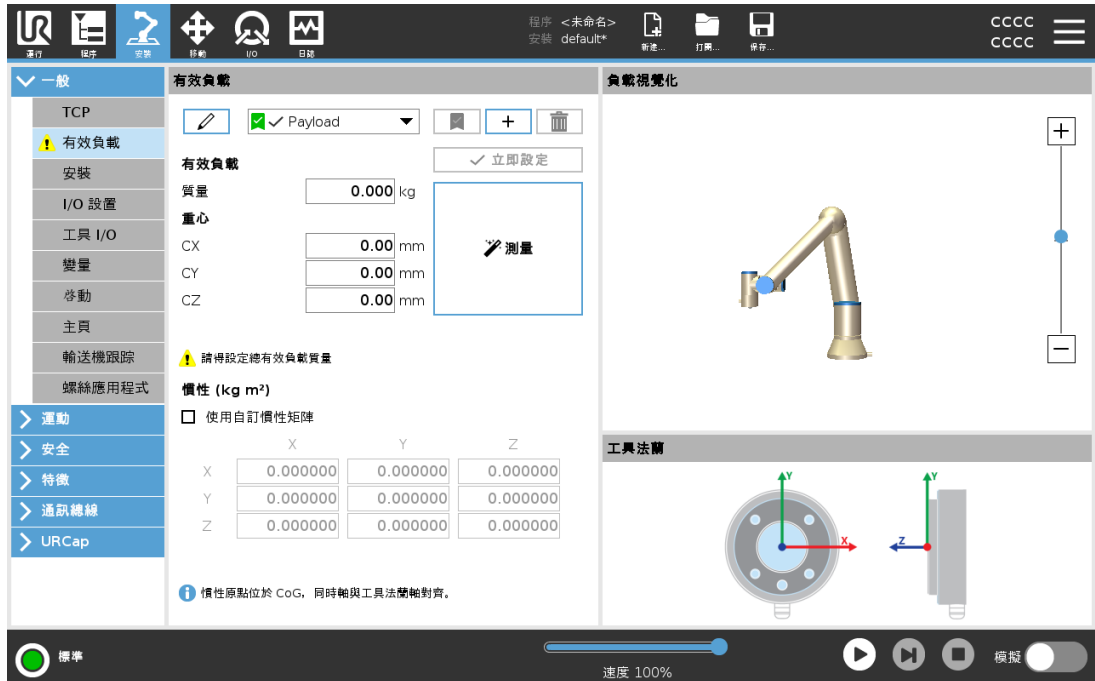 UR
運行 程序 安裝 移動 I/O 日誌
程序 <未命名>
安裝 default*
新建... 打開... 保存...
CCCC
CCCC
一般
TCP
有效負載
安裝
I/O 設置
工具 I/O
變量
啓動
主頁
輸送機跟踪
螺絲應用程式
運動
安全
特徵
通訊總線
URCap
有效負載
Payload
+
有效負載
立即設定
質量 0.000 kg
重心
CX 0.00 mm
CY 0.00 mm
CZ 0.00 mm
測量
請得設定總有效負載質量
慣性 (kg m²)
使用自訂慣性矩陣
X Y Z
X 0.000000 0.000000 0.000000
Y 0.000000 0.000000 0.000000
Z 0.000000 0.000000 0.000000
慣性原點位於 CoG，同時軸與工具法蘭軸對齊。
負載視覺化
工具法蘭
Y
X
Y
Z
標準
速度 100%
模擬